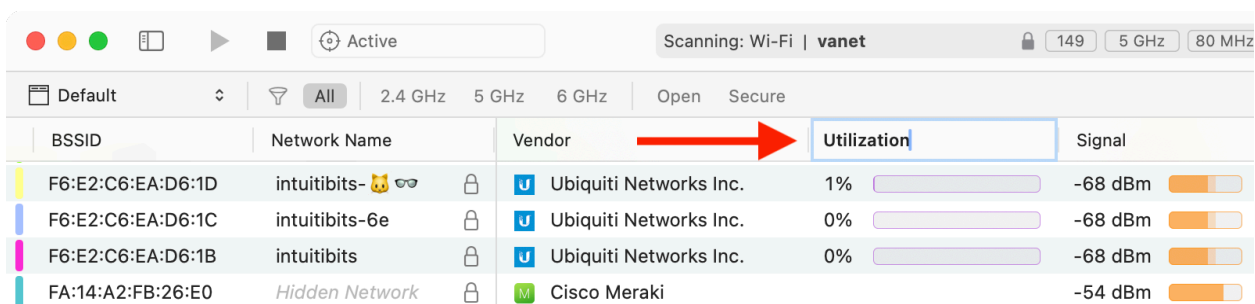 Active Scanning: Wi-Fi | vanet 149 5 GHz 80 MHz
Default All 2.4 GHz 5 GHz 6 GHz Open Secure
BSSID Network Name Vendor Utilization Signal
F6:E2:C6:EA:D6:1D intuitibits-🐱👓 Ubiquiti Networks Inc. 1% -68 dBm
F6:E2:C6:EA:D6:1C intuitibits-6e Ubiquiti Networks Inc. 0% -68 dBm
F6:E2:C6:EA:D6:1B intuitibits Ubiquiti Networks Inc. 0% -68 dBm
FA:14:A2:FB:26:E0 Hidden Network M Cisco Meraki -54 dBm